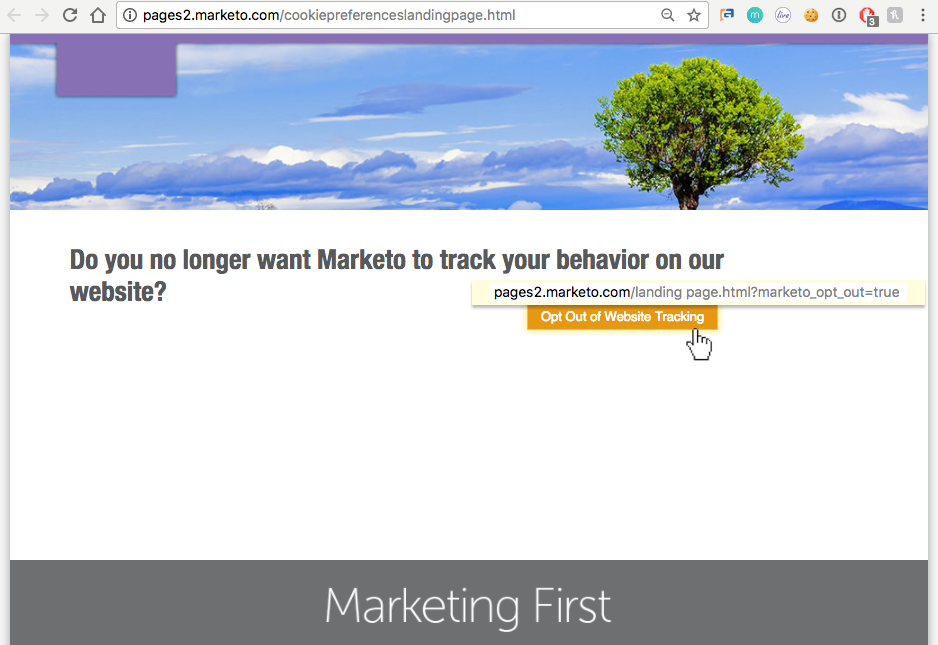 pages2.marketo.com/cookiepreferenceslandingpage.html
m
live
3
Do you no longer want Marketo to track your behavior on our
website?
pages2.marketo.com/landing page.html?marketo_opt_out=true
Opt Out of Website Tracking
Marketing First